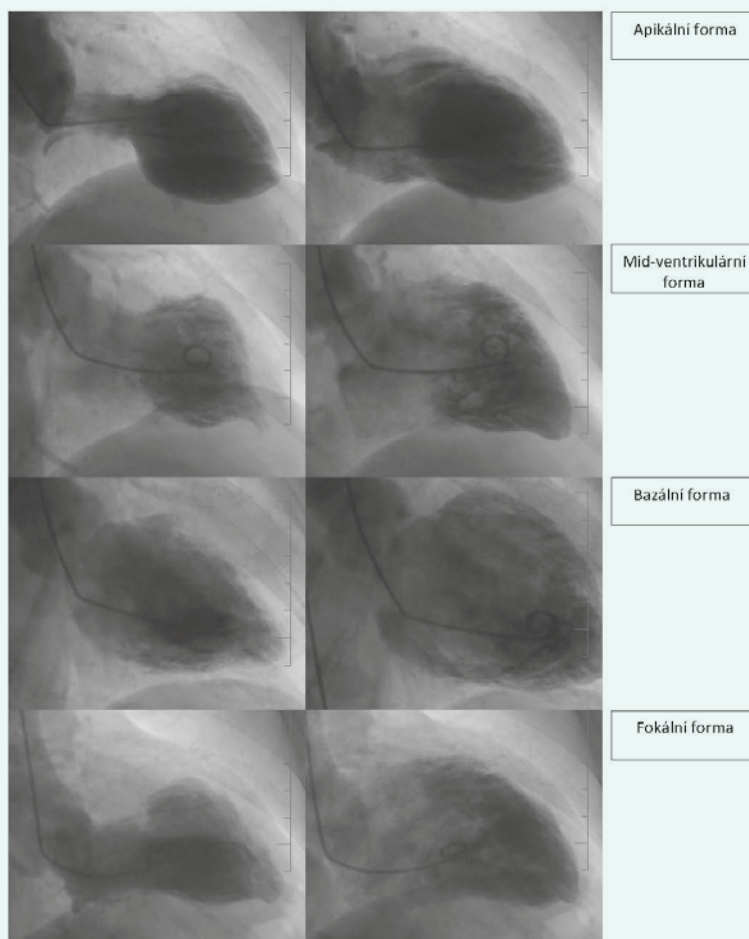 Apikální forma
Mid-ventrikulární
forma
Bazální forma
Fokální forma